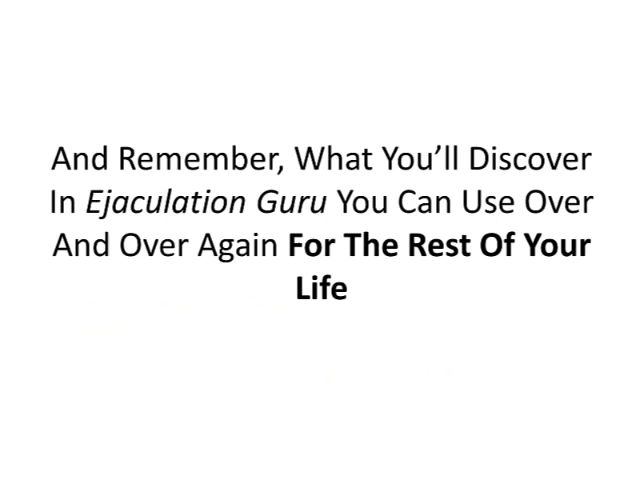 And Remember, What You’ll Discover
In Ejaculation Guru You Can Use Over
And Over Again For The Rest Of Your
Life